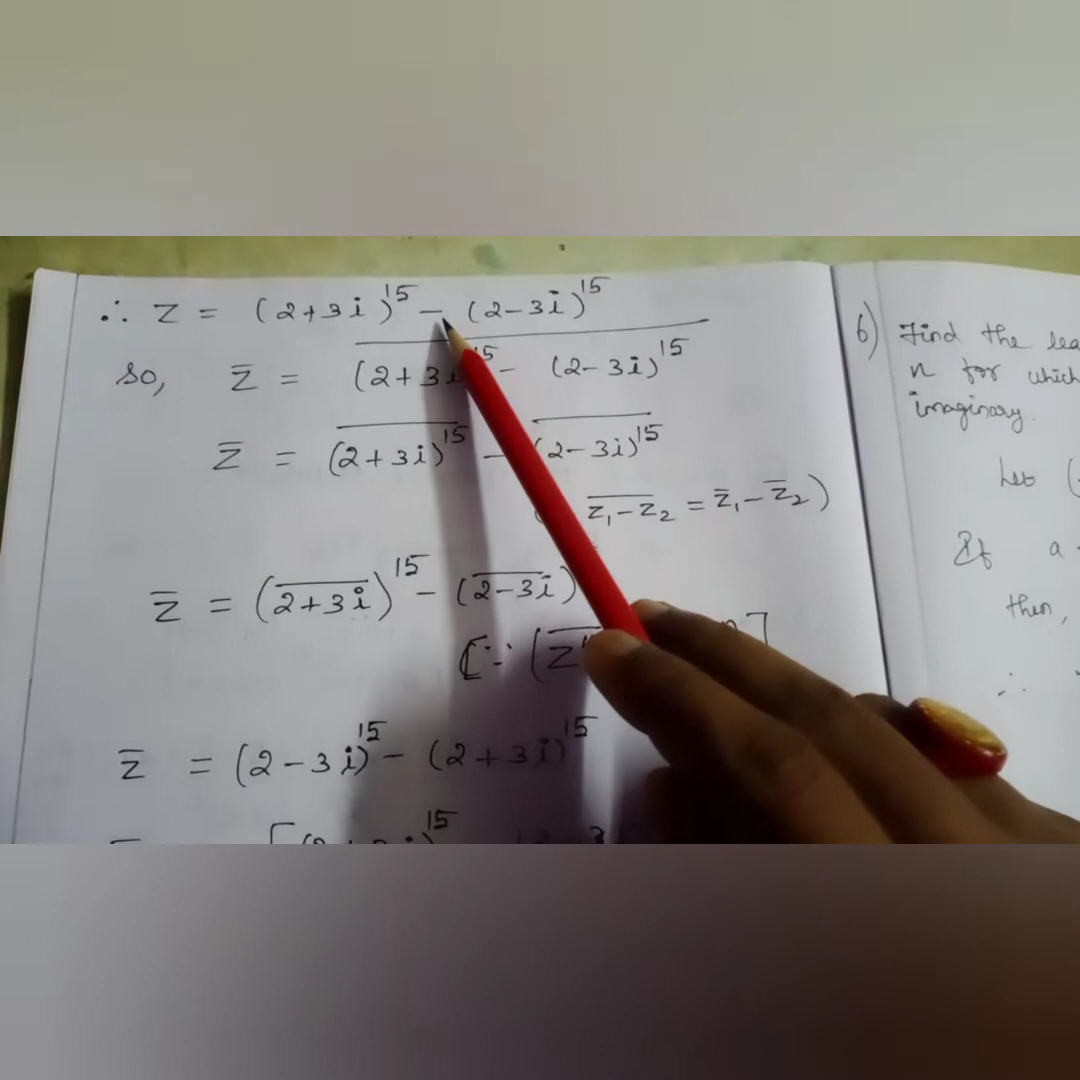 ∴ z = (2+3i)¹⁵ – (2–3i)¹⁵
so, z̄ = (2+3i)¹⁵ – (2–3i)¹⁵
z̄ = (2+3i)¹⁵ – (2–3i)¹⁵
z₁–z₂ = z̄₁–z̄₂)
z̄ = (2+3i)¹⁵ – (2–3i)
[∵ (z
z̄ = (2–3i)¹⁵ – (2+3i)¹⁵
15
6) Find the
n for which
imaginary.
Let (
If a
then,
∴